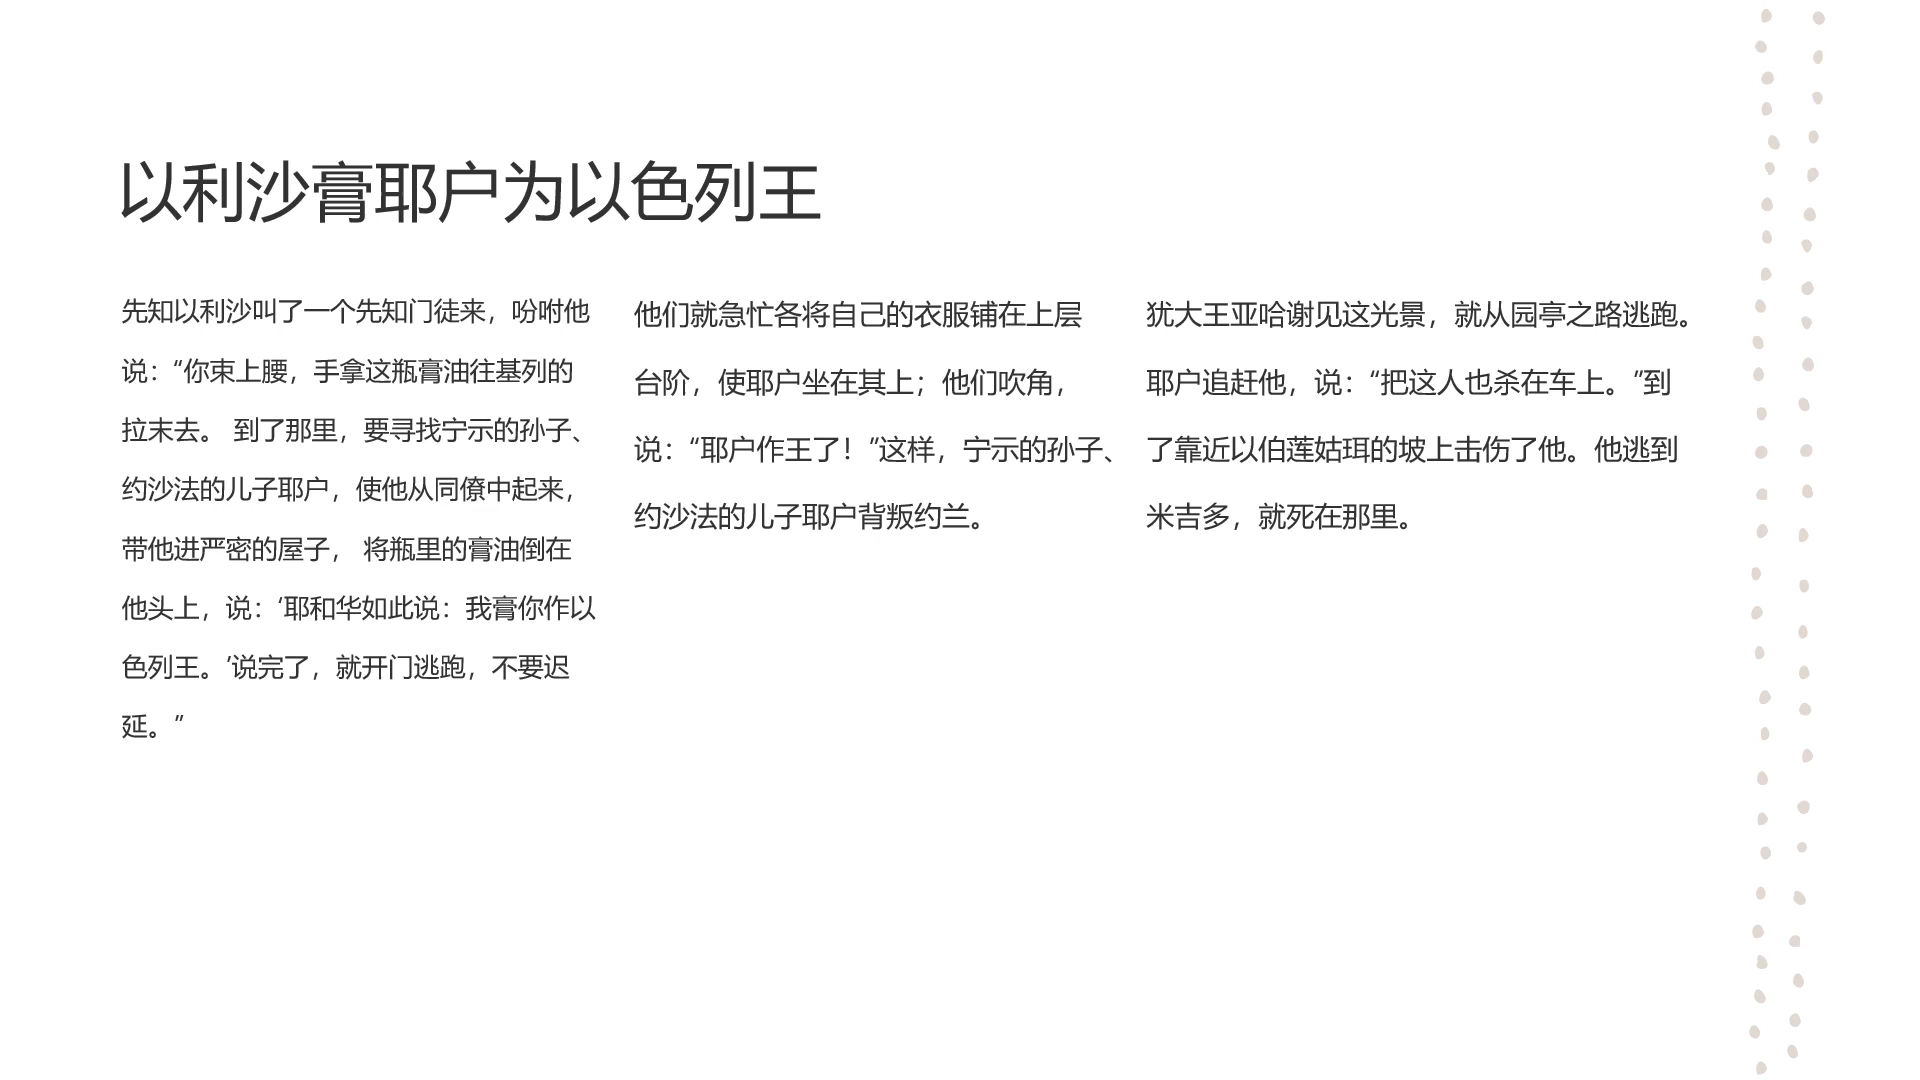 以利沙膏耶户为以色列王
先知以利沙叫了一个先知门徒来，吩咐他
说：“你束上腰，手拿这瓶膏油往基列的
拉末去。 到了那里，要寻找宁示的孙子、
约沙法的儿子耶户，使他从同僚中起来，
带他进严密的屋子， 将瓶里的膏油倒在
他头上，说：‘耶和华如此说：我膏你作以
色列王。’说完了，就开门逃跑，不要迟
延。”
他们就急忙各将自己的衣服铺在上层
台阶，使耶户坐在其上；他们吹角，
说：“耶户作王了！”这样，宁示的孙子、
约沙法的儿子耶户背叛约兰。
犹大王亚哈谢见这光景，就从园亭之路逃跑。
耶户追赶他，说：“把这人也杀在车上。”到
了靠近以伯莲姑珥的坡上击伤了他。他逃到
米吉多，就死在那里。